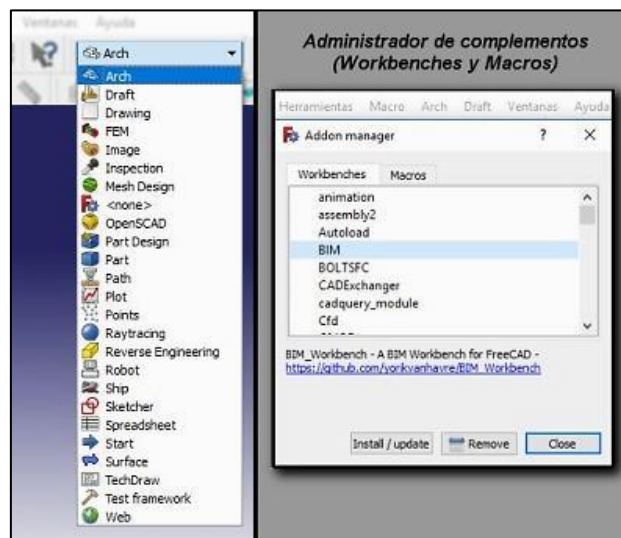 Ventanas Ayuda
Arch
Arch
Draft
Drawing
FEM
Image
Inspection
Mesh Design
<none>
OpenSCAD
Part Design
Part
Path
Plot
Points
Raytracing
Reverse Engineering
Robot
Ship
Sketcher
Spreadsheet
Start
Surface
TechDraw
Test framework
Web
Administrador de complementos
(Workbenches y Macros)
Herramientas Macro Arch Draft Ventanas Ayuda
Addon manager ? X
Workbenches Macros
animation
assembly2
Autoload
BIM
BOLTSFC
CADExchanger
cadquery_module
Cfd
BIM_Workbench - A BIM Workbench for FreeCAD -
https://github.com/yorikvanhavre/BIM_Workbench
Install / update Remove Close